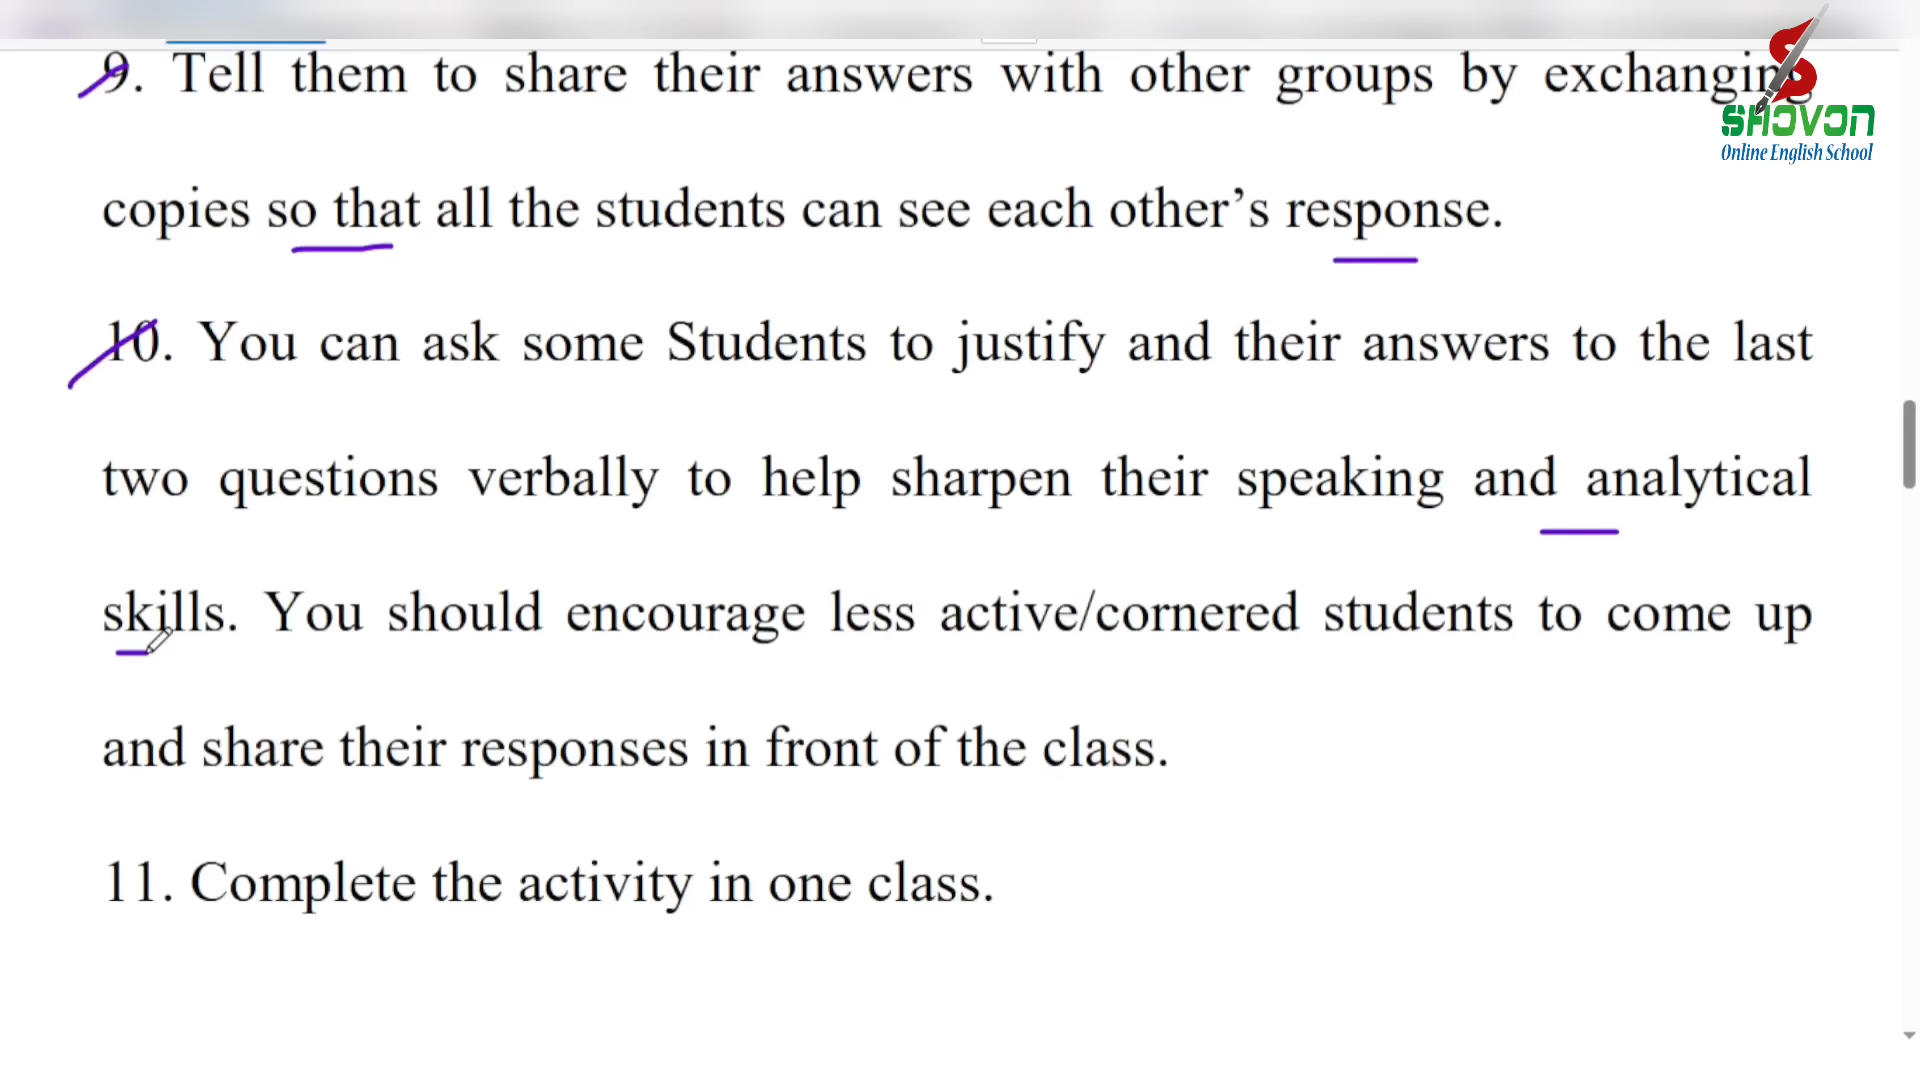 9. Tell them to share their answers with other groups by exchanging
copies so that all the students can see each other’s response.
10. You can ask some Students to justify and their answers to the last
two questions verbally to help sharpen their speaking and analytical
skills. You should encourage less active/cornered students to come up
and share their responses in front of the class.
11. Complete the activity in one class.
SHOVON
Online English School